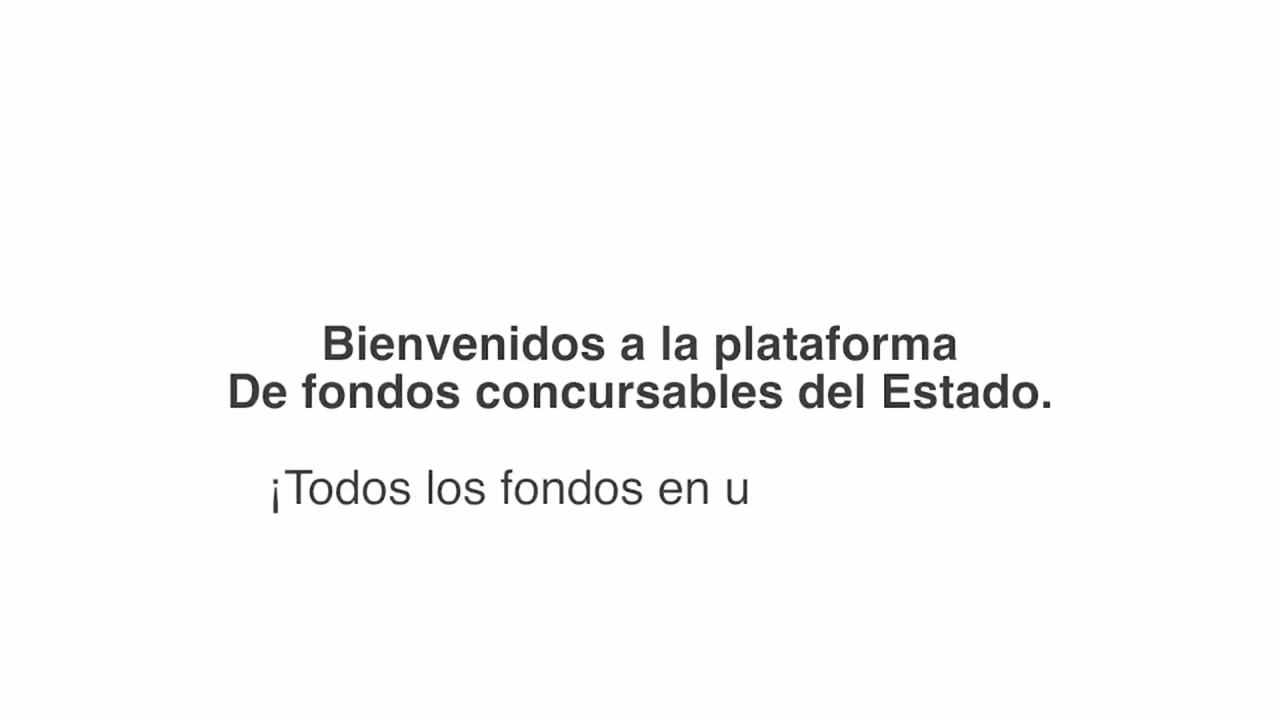 Bienvenidos a la plataforma
De fondos concursables del Estado.
¡Todos los fondos en u